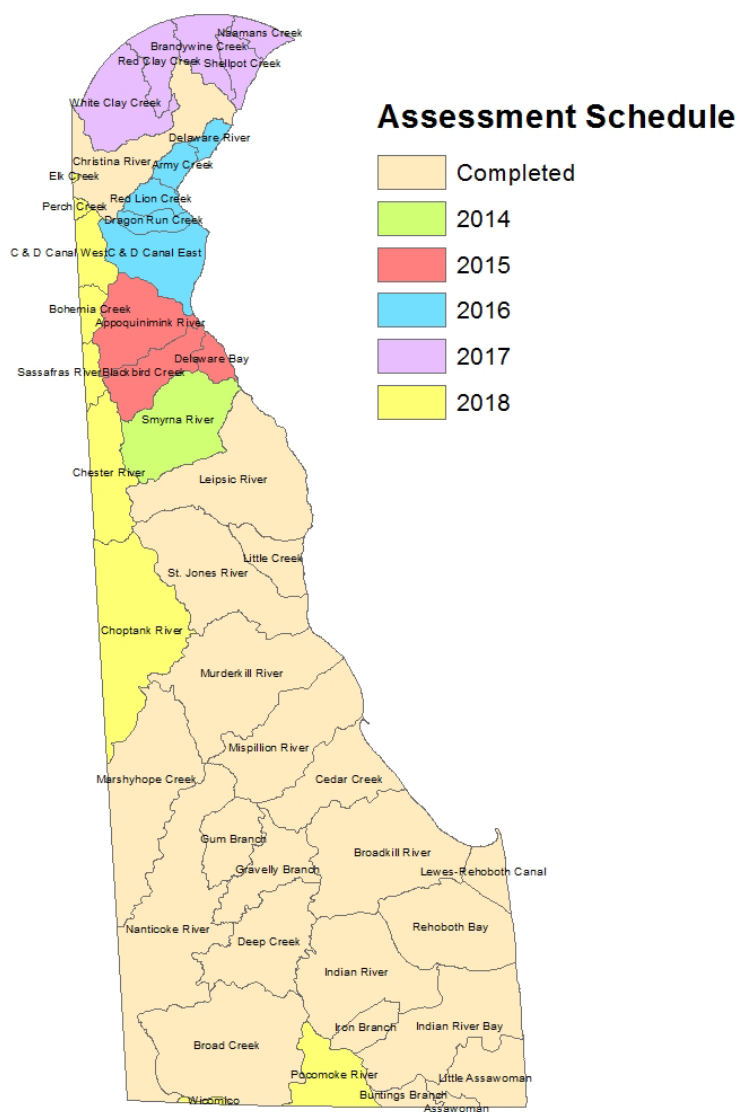 Naamans Creek
Brandywine Creek
Red Clay Creek
Shellpot Creek
White Clay Creek
Assessment Schedule
Completed
2014
2015
2016
2017
2018
Delaware River
Christina River
Army Creek
Elk Creek
Red Lion Creek
Perch Creek
Dragon Run Creek
C & D Canal West
C & D Canal East
Bohemia Creek
Appoquinimink River
Delaware Bay
Sassafras River
Blackbird Creek
Smyrna River
Chester River
Leipsic River
Little Creek
St. Jones River
Choptank River
Murderkill River
Mispillion River
Marshyhope Creek
Cedar Creek
Gum Branch
Broadkill River
Gravelly Branch
Lewes-Rehoboth Canal
Nanticoke River
Rehoboth Bay
Deep Creek
Indian River
Iron Branch
Indian River Bay
Broad Creek
Pocomoke River
Little Assawoman
Buntings Branch
Wicomico
Assawoman